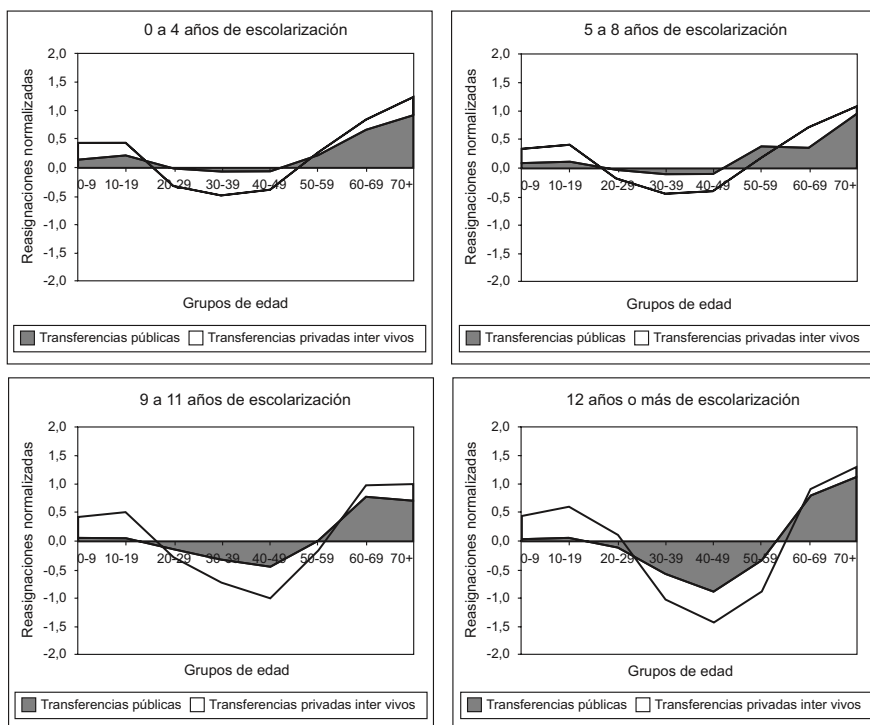 0 a 4 años de escolarización
Reasignaciones normalizadas
2,0
1,5
1,0
0,5
0,0
-0,5
-1,0
-1,5
-2,0
0-9 10-19 20-29 30-39 40-49 50-59 60-69 70+
Grupos de edad
Transferencias públicas Transferencias privadas inter vivos
5 a 8 años de escolarización
Reasignaciones normalizadas
2,0
1,5
1,0
0,5
0,0
-0,5
-1,0
-1,5
-2,0
0-9 10-19 20-29 30-39 40-49 50-59 60-69 70+
Grupos de edad
Transferencias públicas Transferencias privadas inter vivos
9 a 11 años de escolarización
Reasignaciones normalizadas
2,0
1,5
1,0
0,5
0,0
-0,5
-1,0
-1,5
-2,0
0-9 10-19 20-29 30-39 40-49 50-59 60-69 70+
Grupos de edad
Transferencias públicas Transferencias privadas inter vivos
12 años o más de escolarización
Reasignaciones normalizadas
2,0
1,5
1,0
0,5
0,0
-0,5
-1,0
-1,5
-2,0
0-9 10-19 20-29 30-39 40-49 50-59 60-69 70+
Grupos de edad
Transferencias públicas Transferencias privadas inter vivos